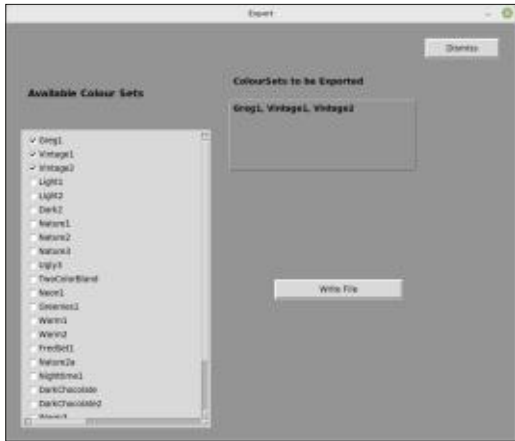 Export
Dismiss
Available Colour Sets
ColourSets to be Exported
Greg1, Vintage1, Vintage2
Greg1
Vintage1
Vintage2
Light1
Light2
Dark2
Nature1
Nature2
Nature3
Ugly3
TwoColorBland
Neon1
Greenies1
Warm1
Warm2
FredSet1
Nature2a
Nighttime1
DarkChocolate
DarkChocolate2
Write File